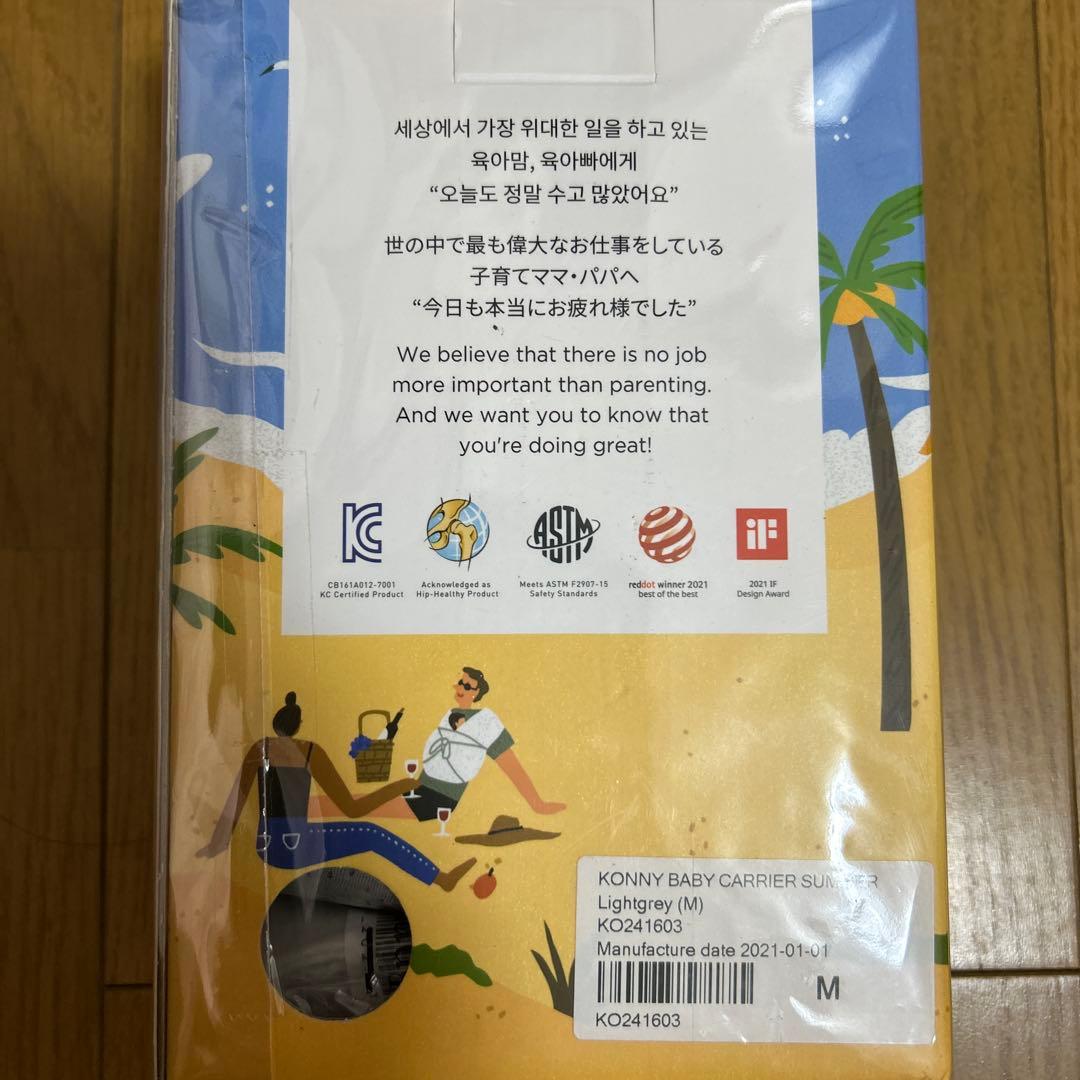 세상에서 가장 위대한 일을 하고 있는
육아맘, 육아빠에게
“오늘도 정말 수고 많았어요”
世の中で最も偉大なお仕事をしている
子育てママ・パパへ
“今日も本当にお疲れ様でした”
We believe that there is no job
more important than parenting.
And we want you to know that
you're doing great!
KC
ASTM
iF
CB161A012-7001
KC Certified Product
Acknowledged as
Hip-Healthy Product
Meets ASTM F2907-15
Safety Standards
reddot winner 2021
best of the best
2021 IF
Design Award
KONNY BABY CARRIER SUMMER
Lightgrey (M)
KO241603
Manufacture date 2021-01-01
M
KO241603